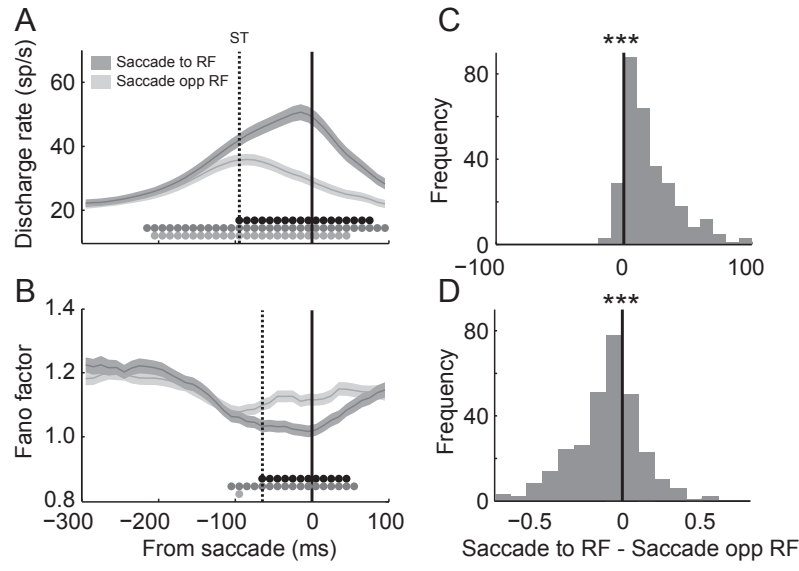 A
ST
Saccade to RF
Saccade opp RF
Discharge rate (sp/s)
60
40
20
B
Fano factor
1.4
1.2
1.0
0.8
−300 −200 −100 0 100
From saccade (ms)
C
***
Frequency
80
40
0
−100 0 100
D
***
Frequency
80
40
0
−0.5 0 0.5
Saccade to RF - Saccade opp RF